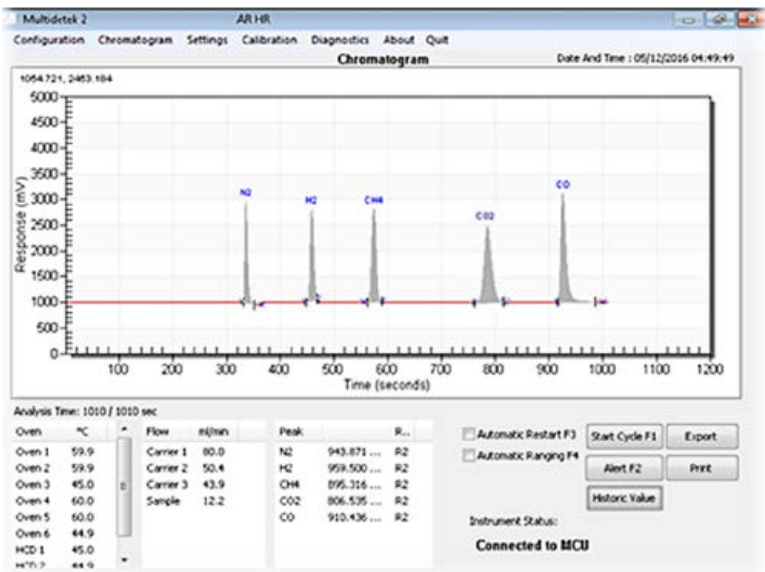 Multidetek 2 AR HR
Configuration Chromatogram Settings Calibration Diagnostics About Quit
Chromatogram Date And Time : 05/12/2016 04:49:49
1054.721, 2453.184
5000
4500
4000
3500
3000
2500
2000
1500
1000
500
0
Response (mV)
N2 H2 CH4 CO2 CO
100 200 300 400 500 600 700 800 900 1000 1100 1200
Time (seconds)
Analysis Time: 1010 / 1010 sec
Oven °C
Oven 1 59.9
Oven 2 59.9
Oven 3 45.0
Oven 4 60.0
Oven 5 60.0
Oven 6 44.9
HCD 1 45.0
HCD 2 44.9
Flow ml/min
Carrier 1 80.0
Carrier 2 50.4
Carrier 3 43.9
Sample 12.2
Peak R...
N2 943.871 ... R2
H2 959.500 ... R2
CH4 895.316 ... R2
CO2 806.535 ... R2
CO 910.436 ... R2
Automatic Restart F3
Automatic Ranging F4
Start Cycle F1 Export
Alert F2 Print
Historic Value
Instrument Status:
Connected to MCU